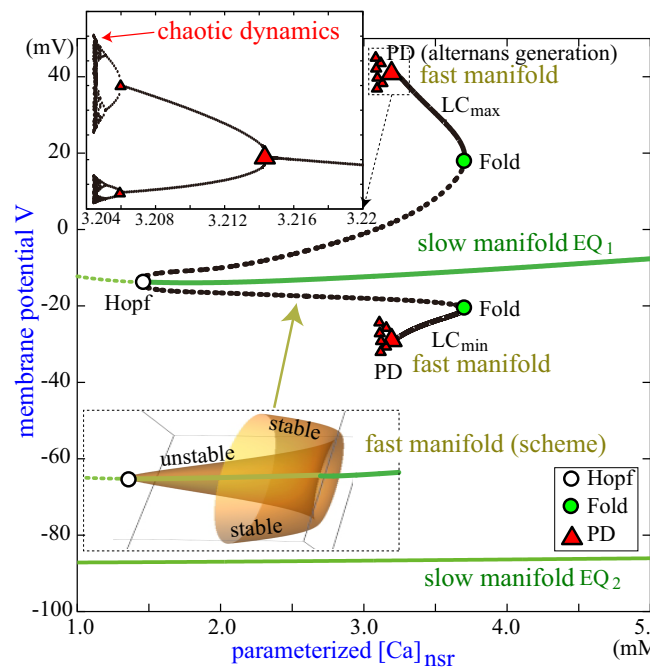 (mV)
40
20
0
-20
-40
-60
-80
-100
membrane potential V
chaotic dynamics
3.204
3.208
3.212
3.216
3.22
PD (alternans generation)
fast manifold
LCmax
Fold
slow manifold EQ1
Hopf
Fold
LCmin
PD
fast manifold
stable
unstable
stable
fast manifold (scheme)
Hopf
Fold
PD
slow manifold EQ2
1.0
2.0
3.0
4.0
5.
parameterized [Ca]nsr
(mM